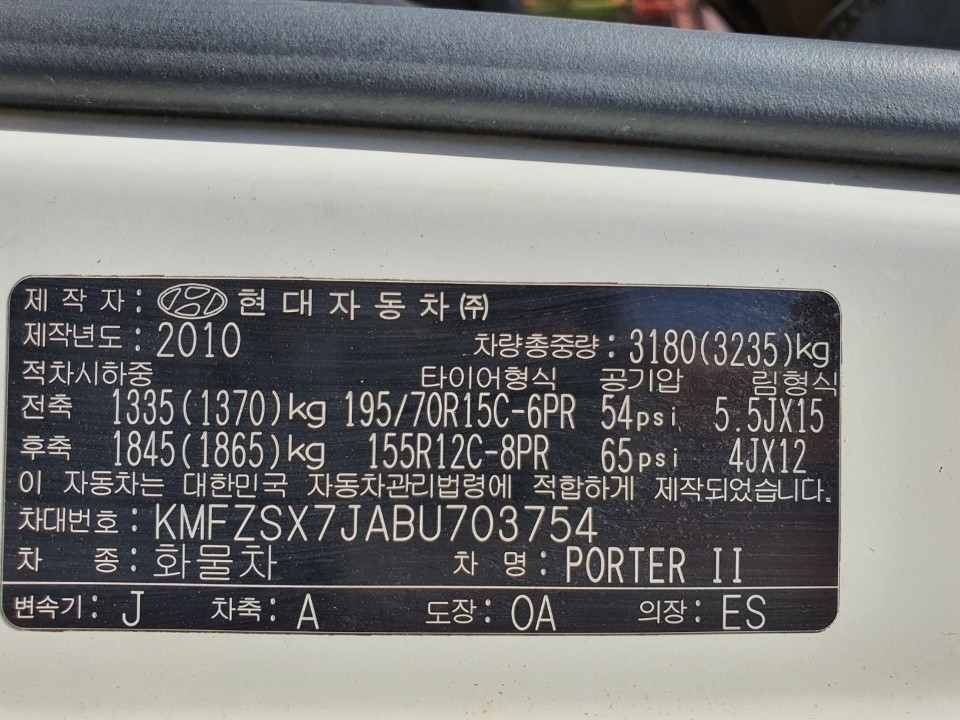 제 작 자 : 현 대 자 동 차 ㈜
제작년도 : 2010 차량총중량 : 3180(3235)kg
적차시하중 타이어형식 공기압 림형식
전축 1335(1370)kg 195/70R15C-6PR 54psi 5.5JX15
후축 1845(1865)kg 155R12C-8PR 65psi 4JX12
이 자동차는 대한민국 자동차관리법령에 적합하게 제작되었습니다.
차대번호 : KMFZSX7JABU703754
차 종 : 화물차 차 명 : PORTER II
변속기 : J 차축 : A 도장 : OA 의장 : ES